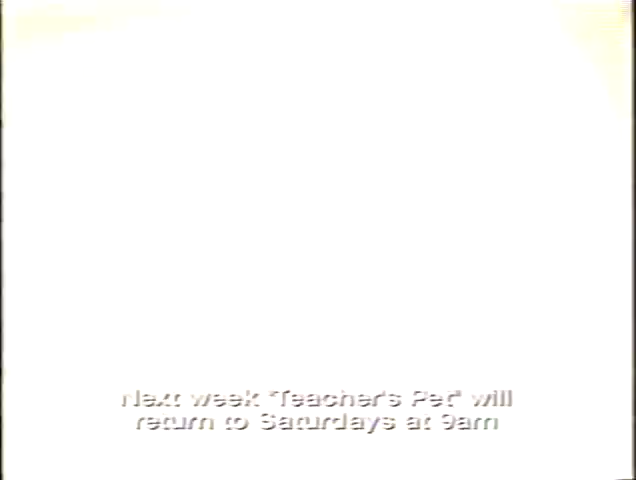 Next week "Teacher's Pet" will
return to Saturdays at 9am